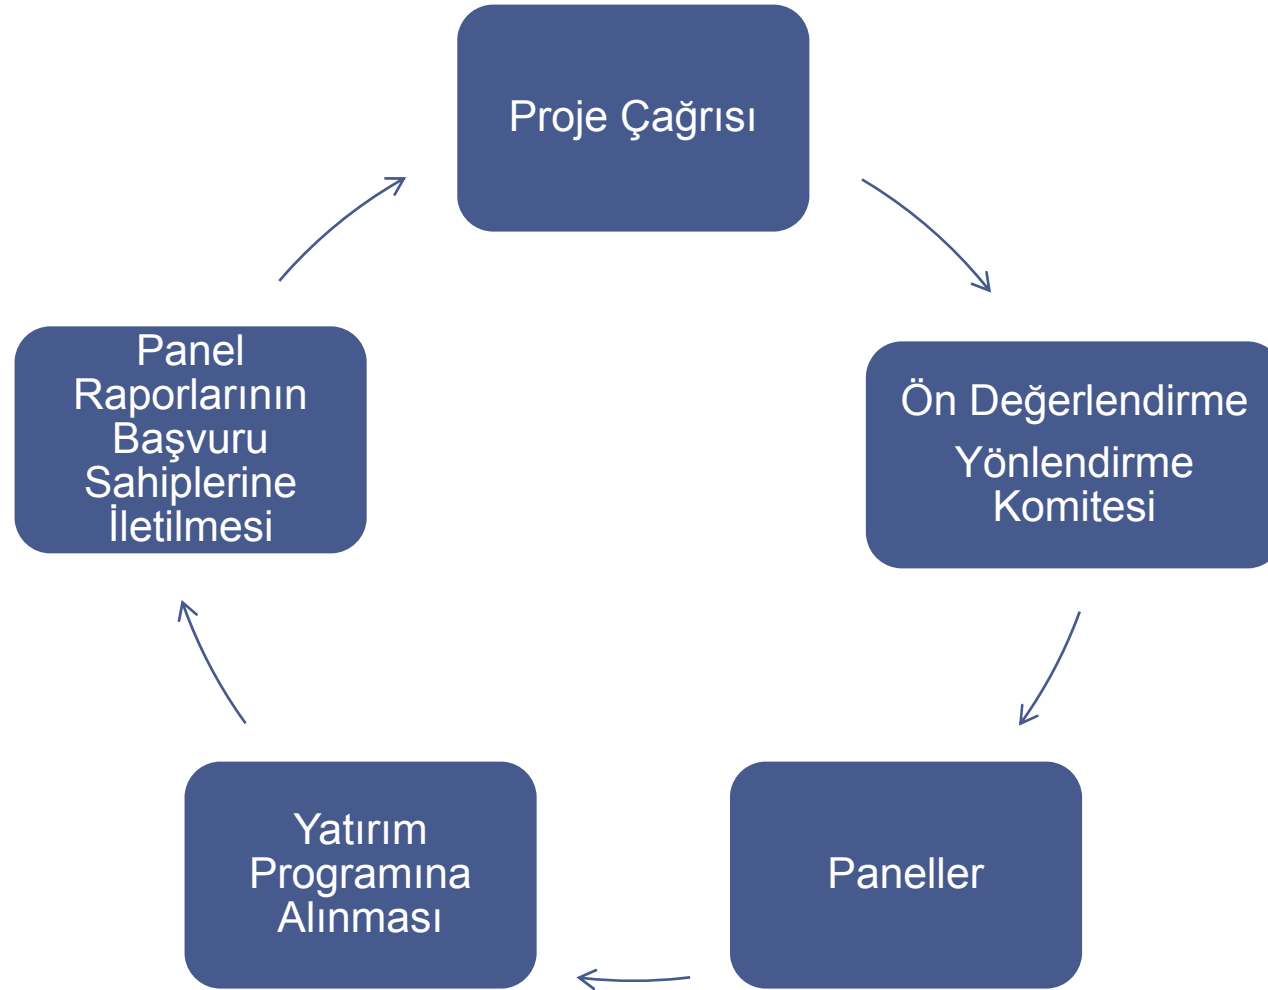 Proje Çağrısı
Ön Değerlendirme
Yönlendirme
Komitesi
Paneller
Yatırım
Programına
Alınması
Panel
Raporlarının
Başvuru
Sahiplerine
İletilmesi